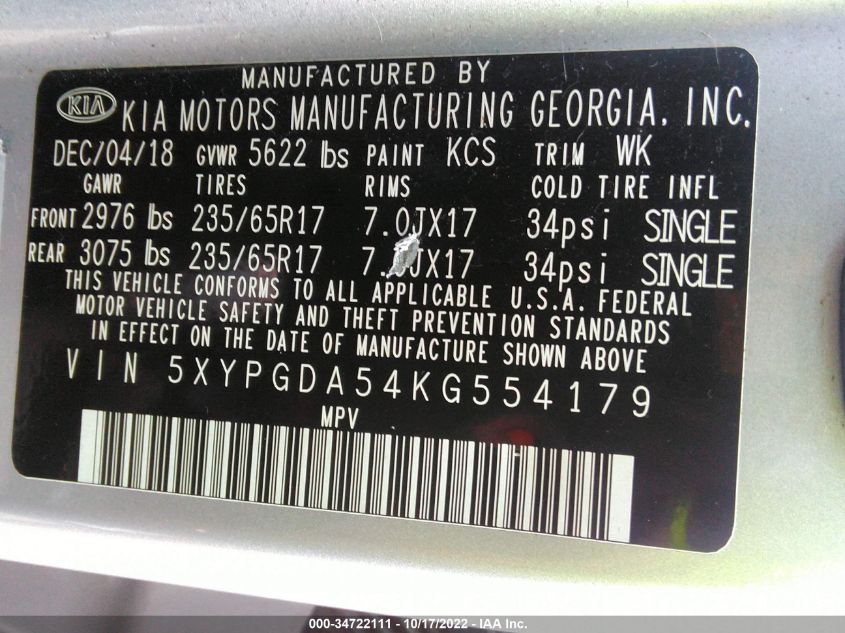 MANUFACTURED BY
KIA KIA MOTORS MANUFACTURING GEORGIA, INC.
DEC/04/18 GVWR 5622 lbs PAINT KCS TRIM WK
GAWR TIRES RIMS COLD TIRE INFL
FRONT 2976 lbs 235/65R17 7.0JX17 34psi SINGLE
REAR 3075 lbs 235/65R17 7. JX17 34psi SINGLE
THIS VEHICLE CONFORMS TO ALL APPLICABLE U.S.A. FEDERAL
MOTOR VEHICLE SAFETY AND THEFT PREVENTION STANDARDS
IN EFFECT ON THE DATE OF MANUFACTURE SHOWN ABOVE
VIN 5XYPGDA54KG554179
MPV
000-34722111 - 10/17/2022 - IAA Inc.